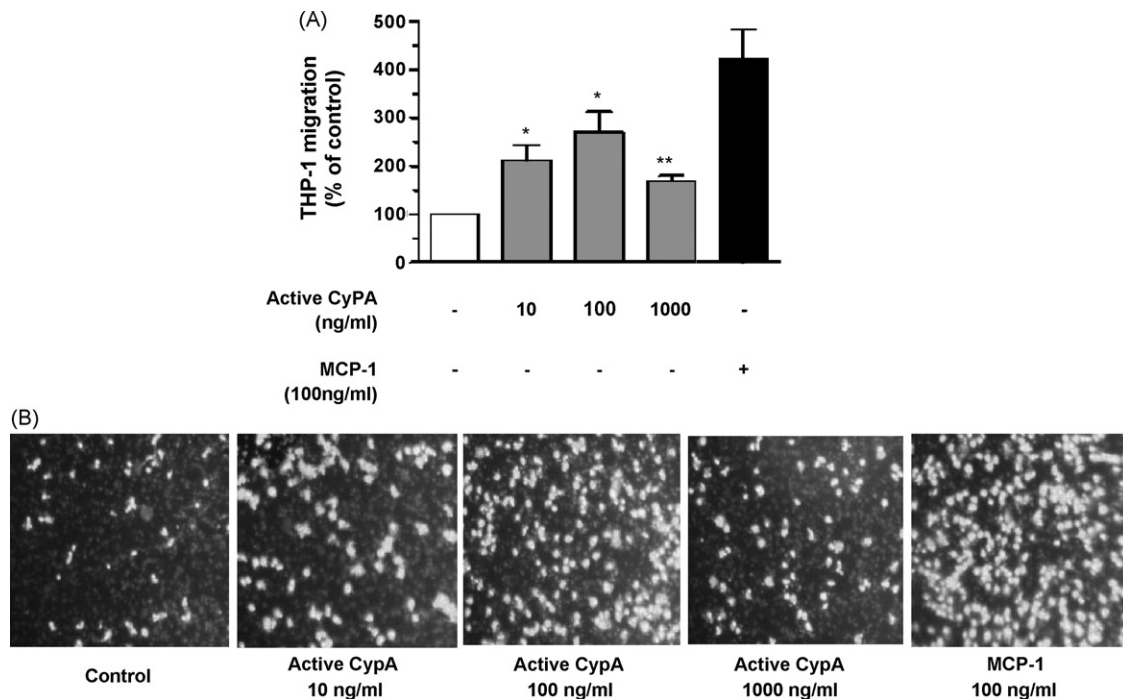 (A)
500
400
300
200
100
0
THP-1 migration
(% of control)
*
*
**
Active CyPA
(ng/ml)
- 10 100 1000 -
MCP-1
(100ng/ml)
- - - - +
(B)
Control
Active CypA
10 ng/ml
Active CypA
100 ng/ml
Active CypA
1000 ng/ml
MCP-1
100 ng/ml